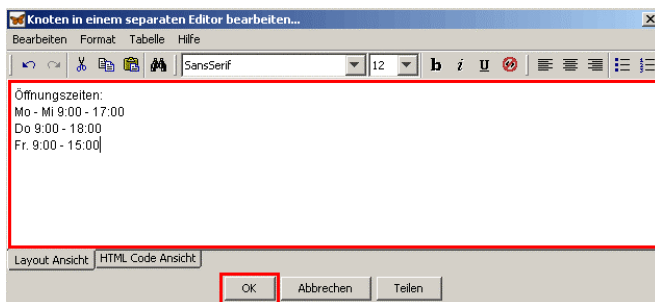 Knoten in einem separaten Editor bearbeiten...
Bearbeiten Format Tabelle Hilfe
SansSerif 12 b i u
Öffnungszeiten:
Mo - Mi 9:00 - 17:00
Do 9:00 - 18:00
Fr. 9:00 - 15:00
Layout Ansicht HTML Code Ansicht
OK Abbrechen Teilen